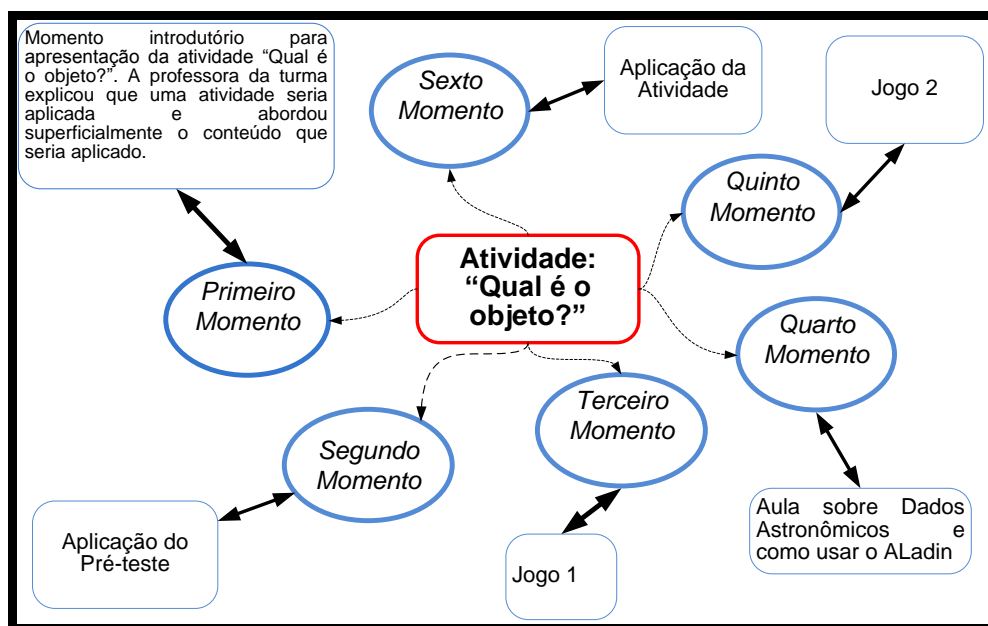 Momento introdutório para
apresentação da atividade “Qual é
o objeto?”. A professora da turma
explicou que uma atividade seria
aplicada e abordou
superficialmente o conteúdo que
seria aplicado.
Sexto
Momento
Aplicação da
Atividade
Jogo 2
Quinto
Momento
Atividade:
“Qual é o
objeto?”
Primeiro
Momento
Quarto
Momento
Terceiro
Momento
Segundo
Momento
Aula sobre Dados
Astronômicos e
como usar o ALadin
Aplicação do
Pré-teste
Jogo 1